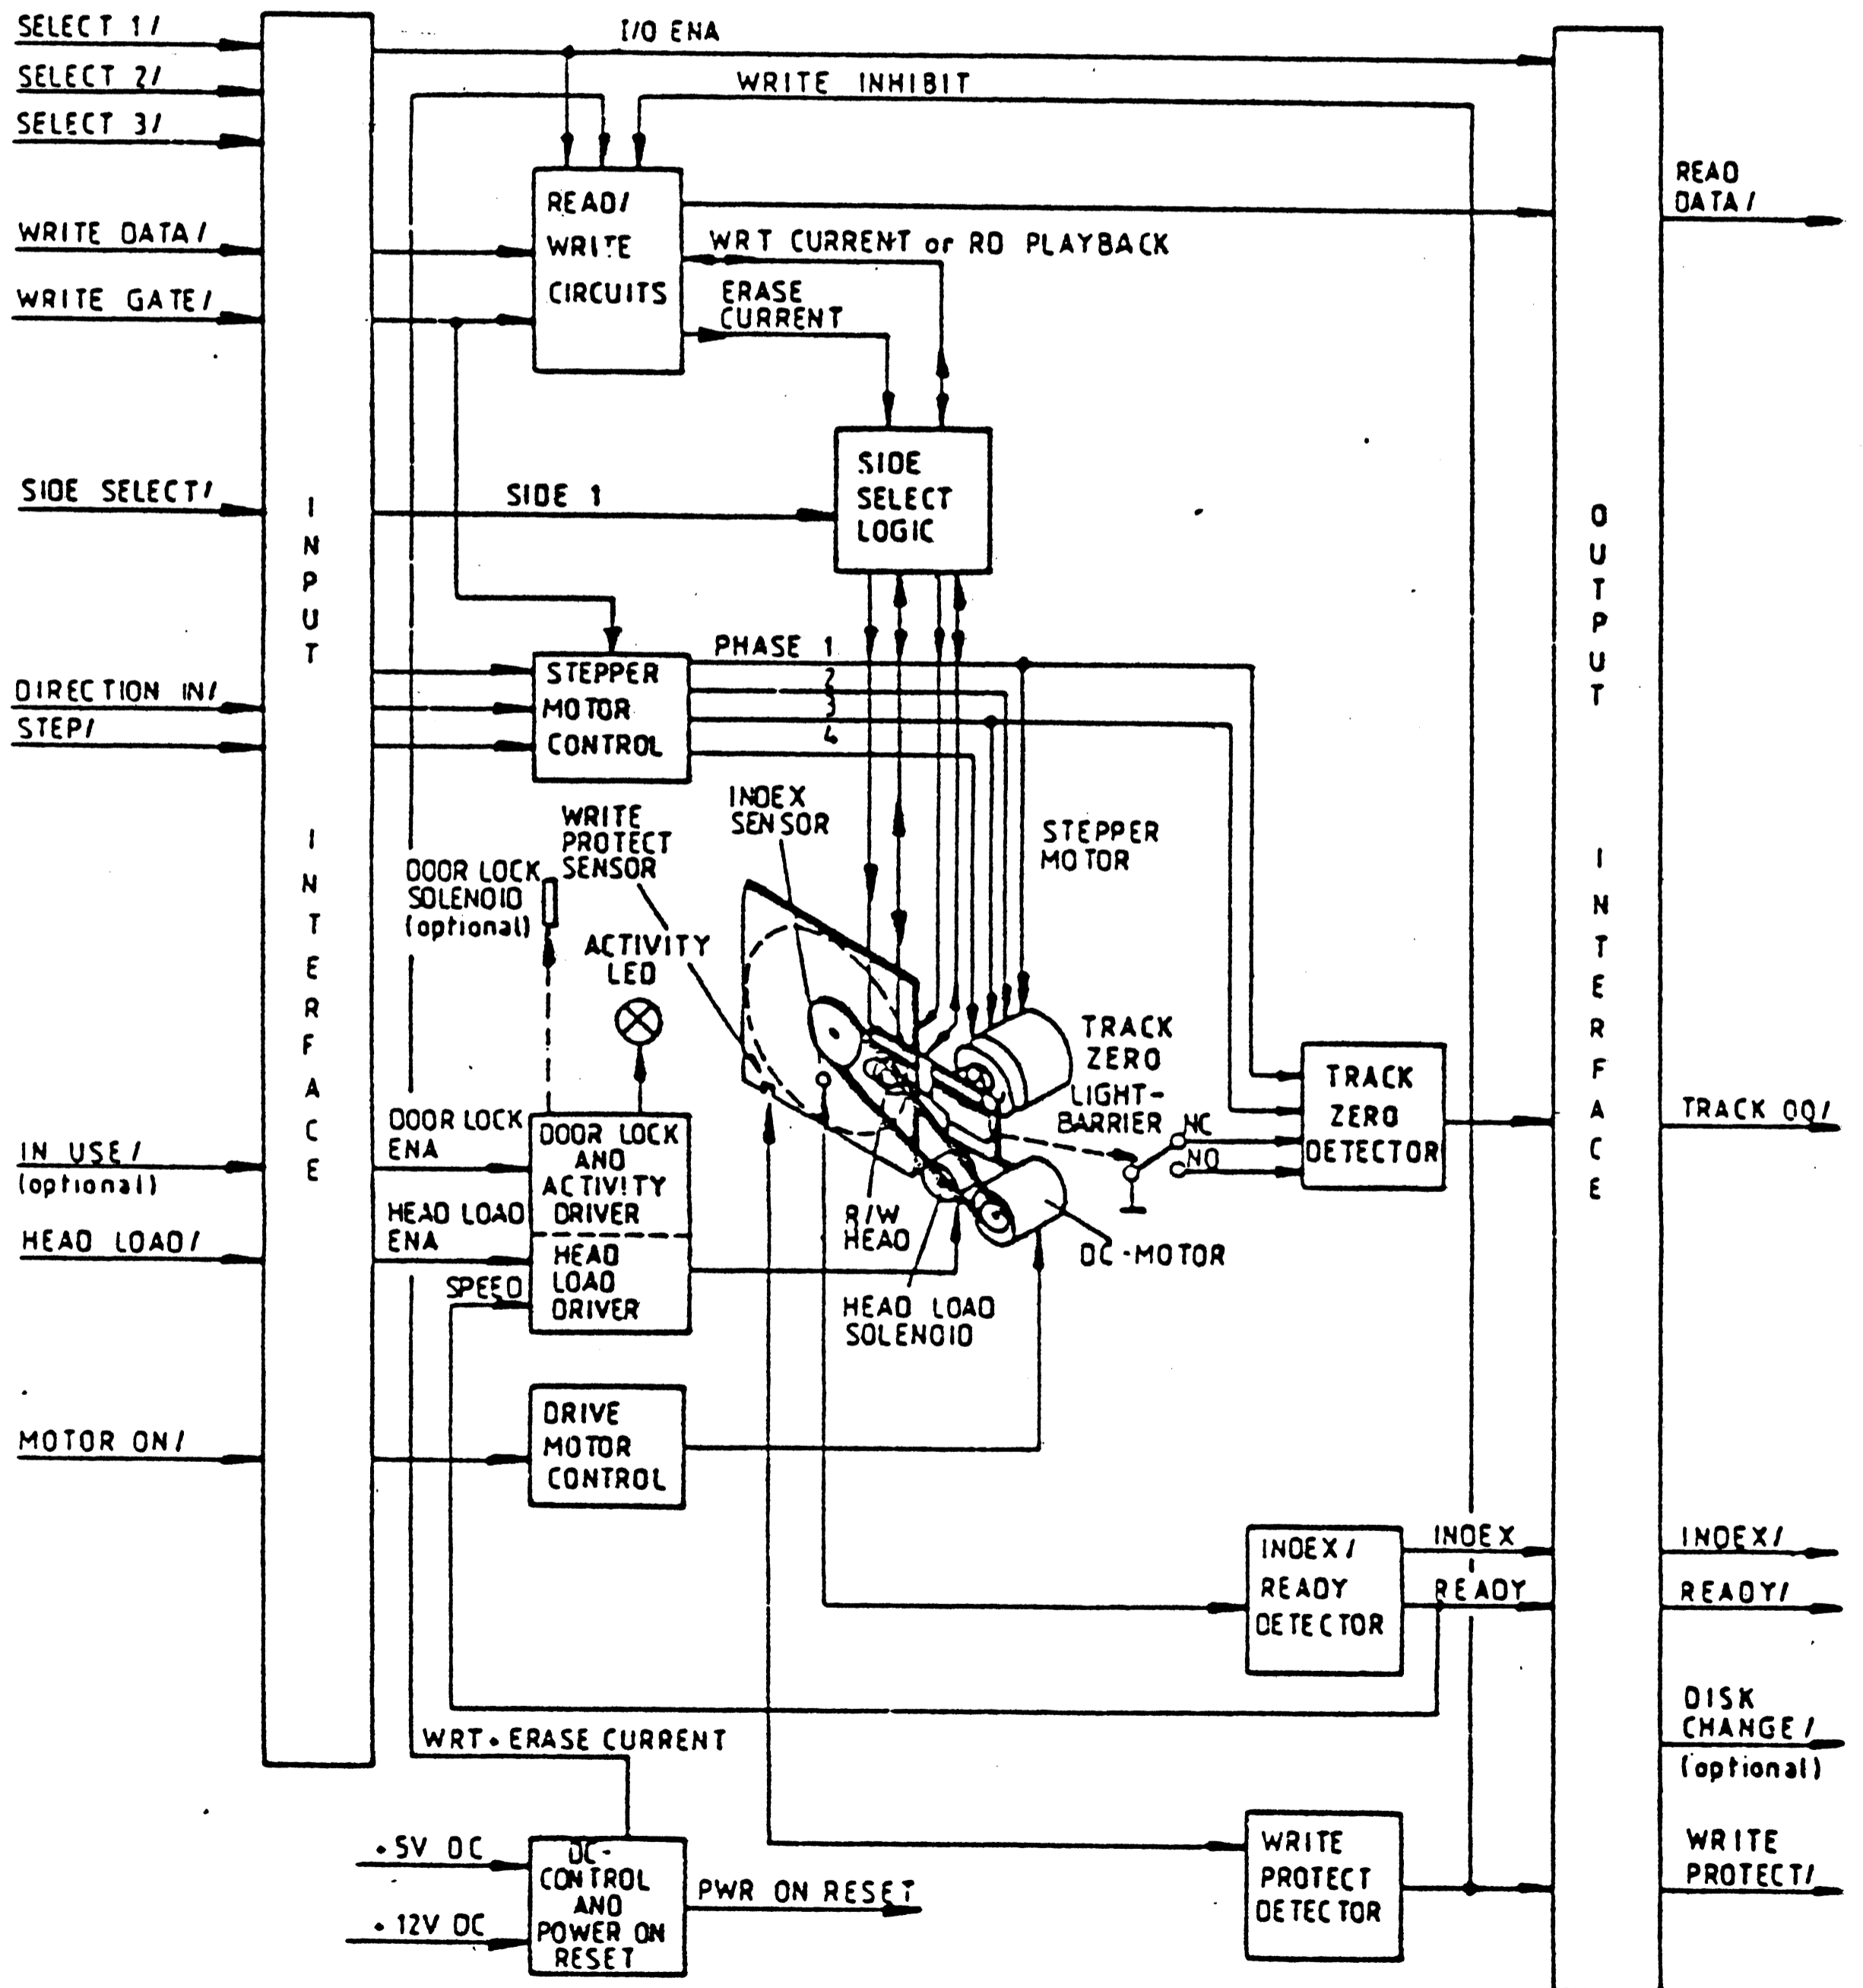 SELECT 1/
SELECT 2/
SELECT 3/
WRITE DATA/
WRITE GATE/
SIDE SELECT/
DIRECTION IN/
STEP/
IN USE/
(optional)
HEAD LOAD/
MOTOR ON/
INPUT INTERFACE
I/O ENA
WRITE INHIBIT
READ/
WRITE
CIRCUITS
WRT CURRENT or RD PLAYBACK
ERASE
CURRENT
SIDE 1
SIDE
SELECT
LOGIC
STEPPER
MOTOR
CONTROL
PHASE 1
2
3
4
INDEX
SENSOR
WRITE
PROTECT
SENSOR
DOOR LOCK
SOLENOID
(optional)
ACTIVITY
LED
STEPPER
MOTOR
TRACK
ZERO
LIGHT-
BARRIER
NC
NO
TRACK
ZERO
DETECTOR
DOOR LOCK
ENA
DOOR LOCK
AND
ACTIVITY
DRIVER
HEAD LOAD
ENA
HEAD
LOAD
DRIVER
SPEED
R/W
HEAD
HEAD LOAD
SOLENOID
DC-MOTOR
DRIVE
MOTOR
CONTROL
INDEX/
READY
DETECTOR
INDEX
READY
WRT+ERASE CURRENT
+5V DC
+12V DC
DC-
CONTROL
AND
POWER ON
RESET
PWR ON RESET
WRITE
PROTECT
DETECTOR
OUTPUT INTERFACE
READ
DATA/
TRACK 00/
INDEX/
READY/
DISK
CHANGE/
(optional)
WRITE
PROTECT/